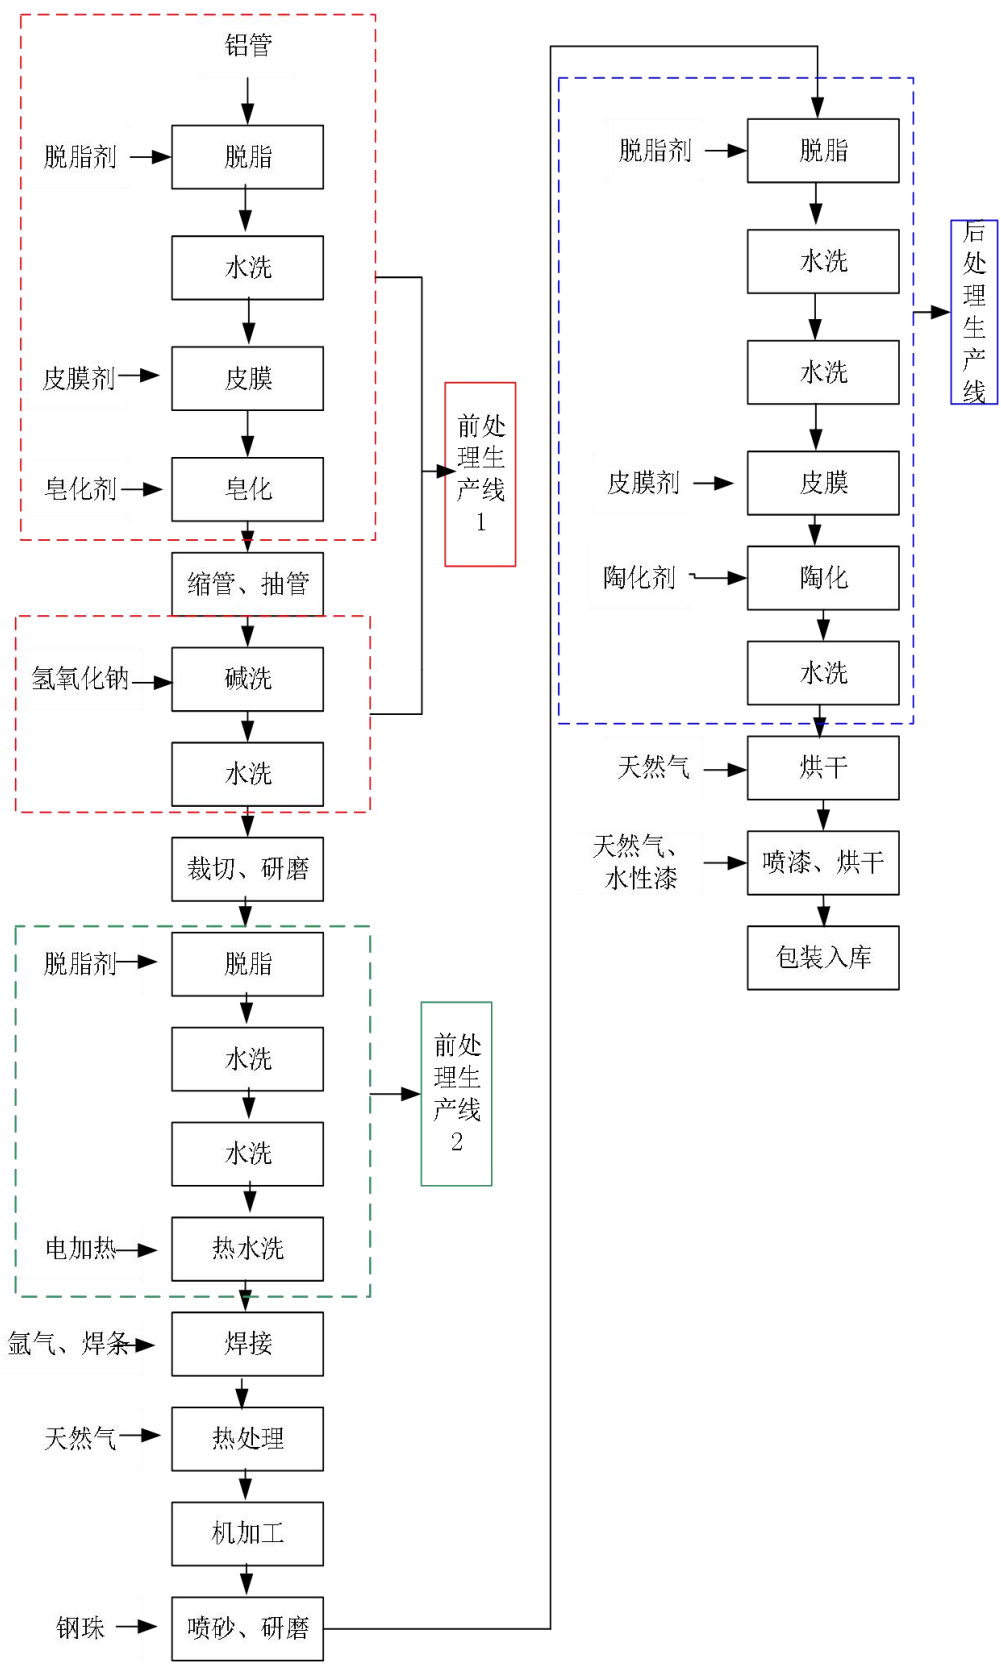 铝管
脱脂剂
脱脂
水洗
皮膜剂
皮膜
皂化剂
皂化
缩管、抽管
氢氧化钠
碱洗
水洗
前处
理生
产线
1
裁切、研磨
脱脂剂
脱脂
水洗
水洗
电加热
热水洗
前处
理生
产线
2
氩气、焊条
焊接
天然气
热处理
机加工
钢珠
喷砂、研磨
脱脂剂
脱脂
水洗
水洗
皮膜剂
皮膜
陶化剂
陶化
水洗
后
处
理
生
产
线
天然气
烘干
天然气、
水性漆
喷漆、烘干
包装入库